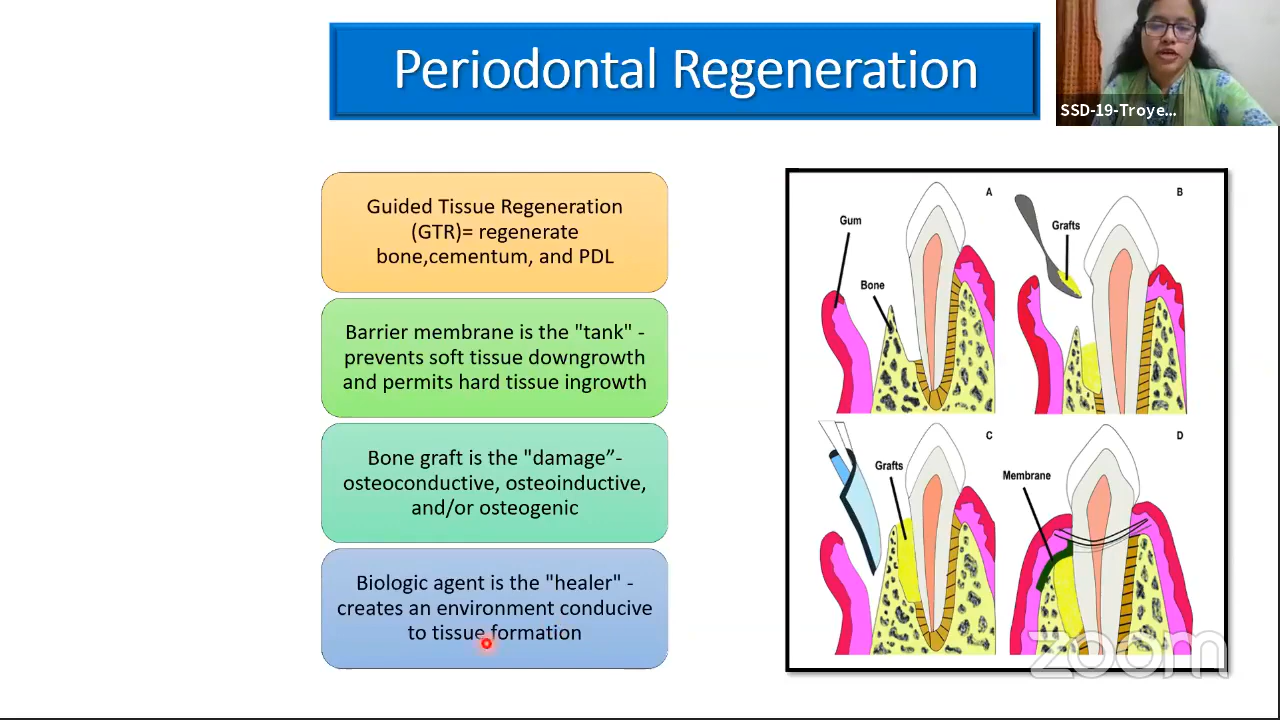 Periodontal Regeneration
SSD-19-Troye...
Guided Tissue Regeneration
(GTR)= regenerate
bone,cementum, and PDL
Barrier membrane is the "tank" -
prevents soft tissue downgrowth
and permits hard tissue ingrowth
Bone graft is the "damage”-
osteoconductive, osteoinductive,
and/or osteogenic
Biologic agent is the "healer" -
creates an environment conducive
to tissue formation
A
Gum
Bone
B
Grafts
C
Grafts
D
Membrane
zoom